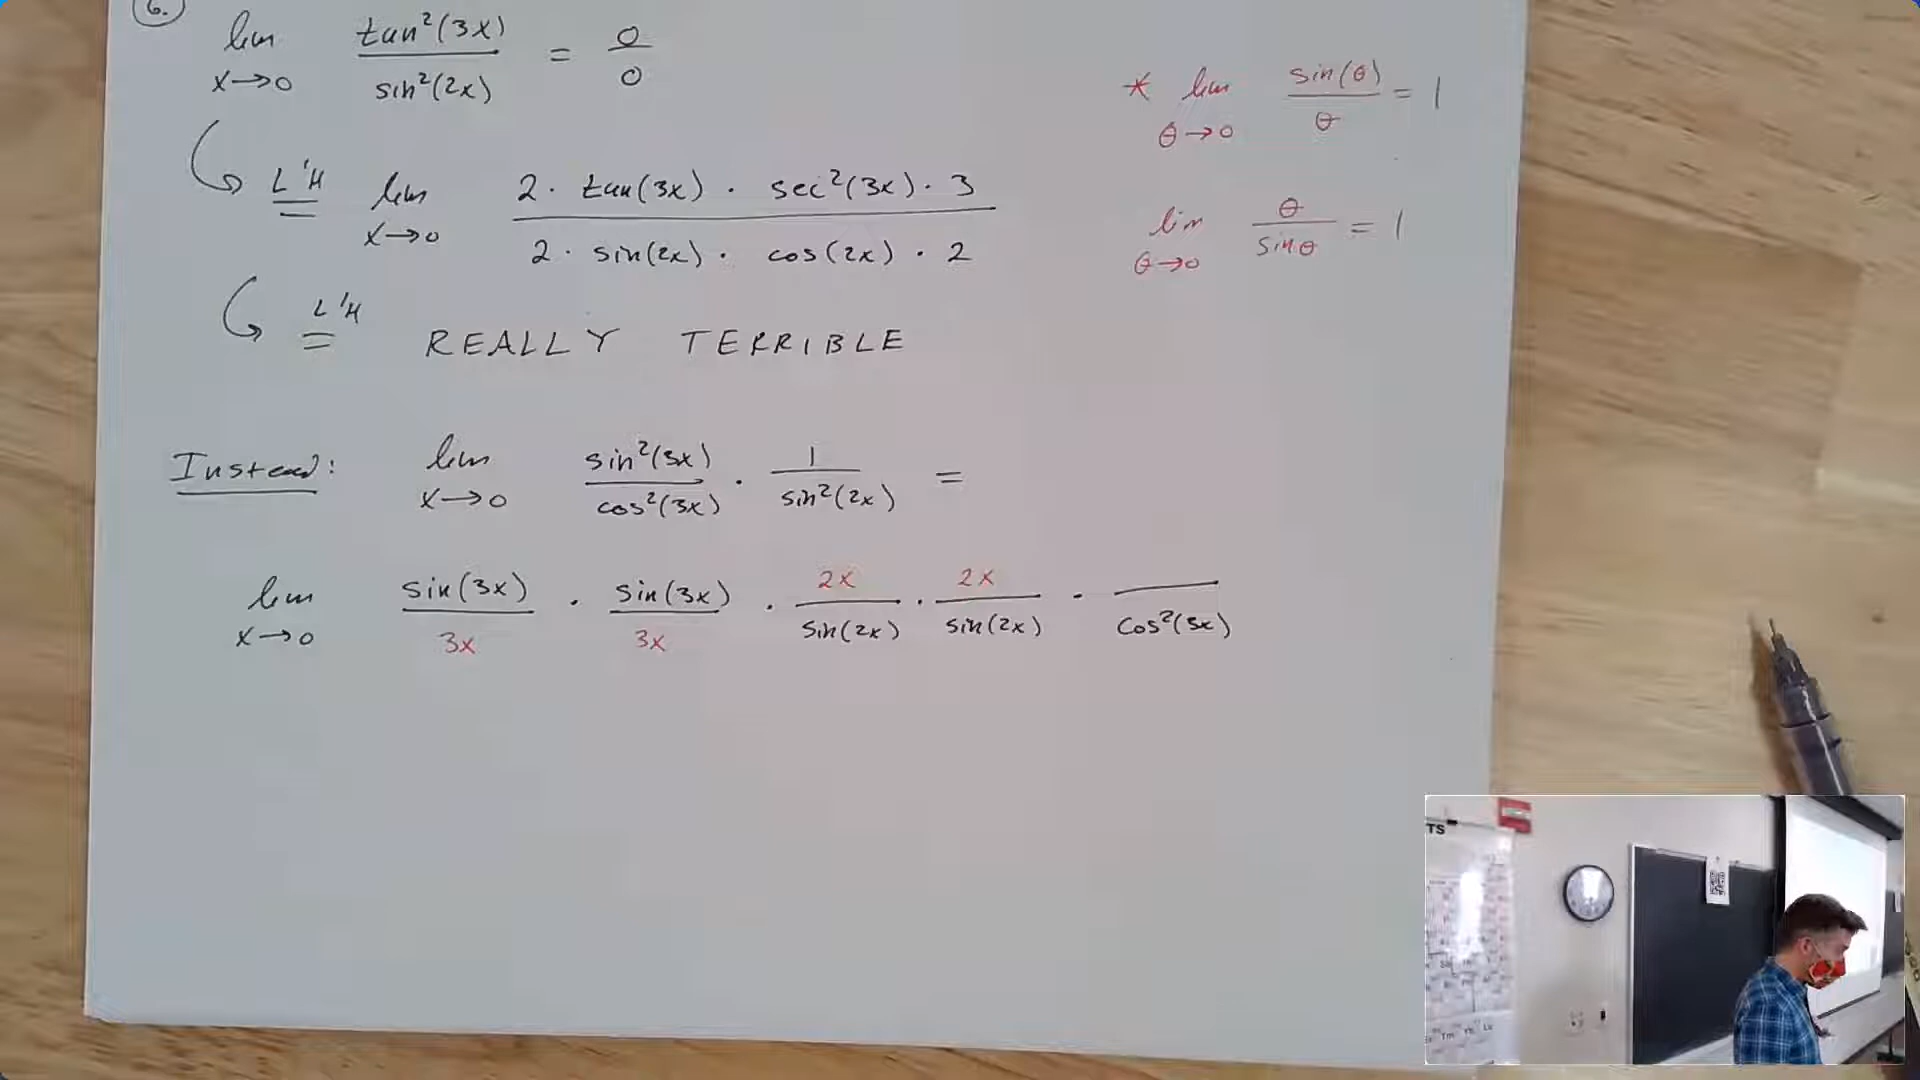 6.
lim x→0 tan²(3x)/sin²(2x) = 0/0
* lim θ→0 sin(θ)/θ = 1
L'H = lim x→0 2 · tan(3x) · sec²(3x) · 3 / 2 · sin(2x) · cos(2x) · 2
lim θ→0 θ/sinθ = 1
L'H = REALLY TERRIBLE
Instead: lim x→0 sin²(3x)/cos²(3x) · 1/sin²(2x) =
lim x→0 sin(3x)/3x · sin(3x)/3x · 2x/sin(2x) · 2x/sin(2x) · /cos²(3x)
TS